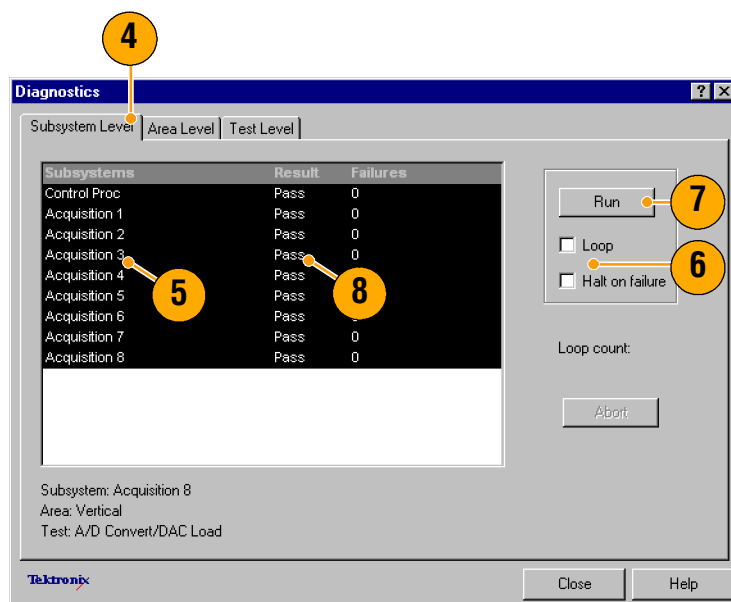 4
Diagnostics
Subsystem Level Area Level Test Level
Subsystems Result Failures
Control Proc Pass 0
Acquisition 1 Pass 0
Acquisition 2 Pass 0
Acquisition 3 Pass 0
Acquisition 4 Pass
Acquisition 5 Pass
Acquisition 6 Pass
Acquisition 7 Pass 0
Acquisition 8 Pass 0
5
8
Run
7
Loop
6
Halt on failure
Loop count:
Abort
Subsystem: Acquisition 8
Area: Vertical
Test: A/D Convert/DAC Load
Tektronix
Close Help